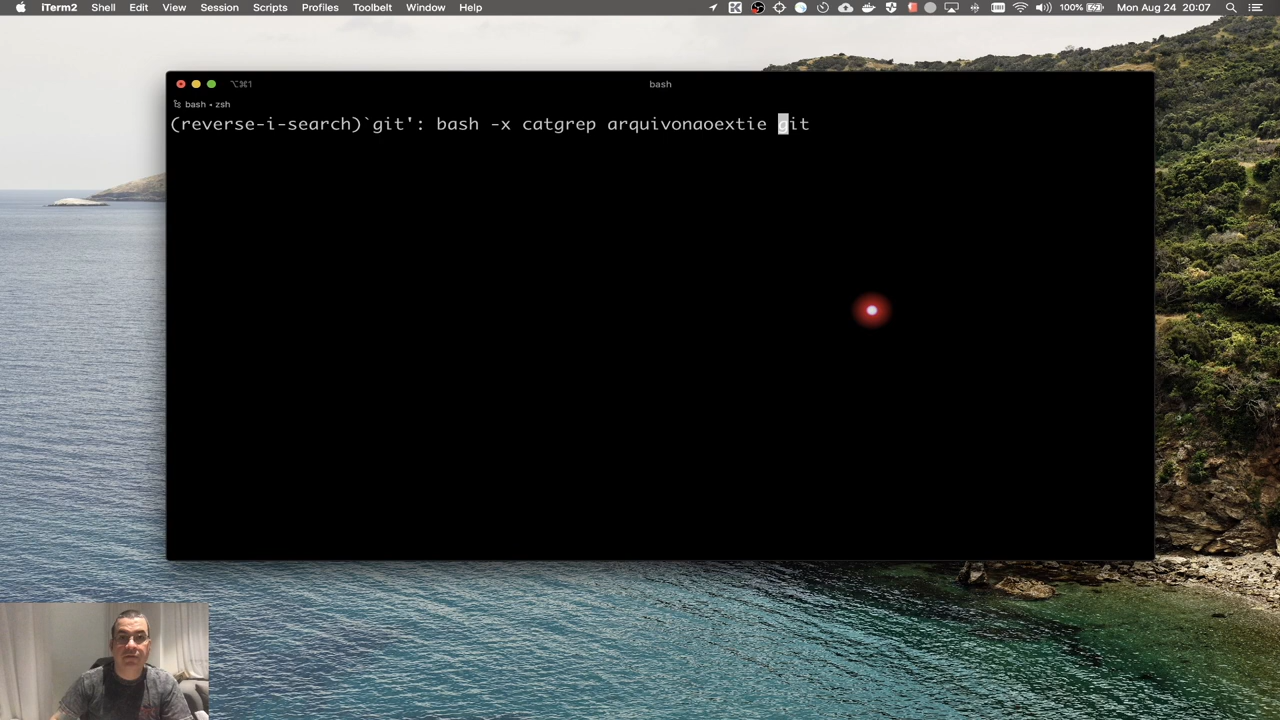 iTerm2 Shell Edit View Session Scripts Profiles Toolbelt Window Help 100% Mon Aug 24 20:07
⌥⌘1 bash
bash • zsh
(reverse-i-search)`git': bash -x catgrep arquivonaoextie git